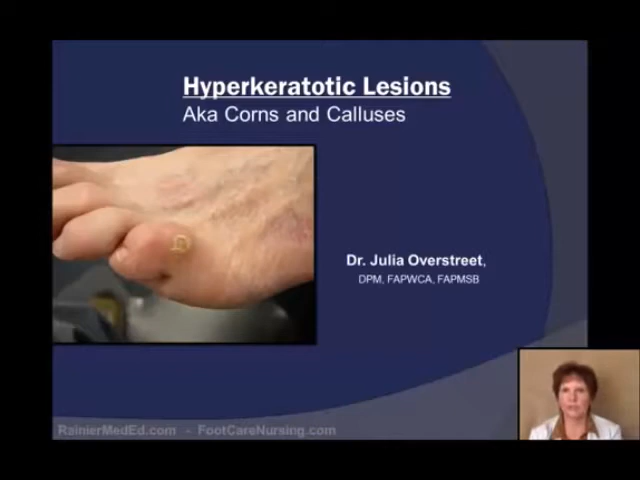 Hyperkeratotic Lesions
Aka Corns and Calluses
Dr. Julia Overstreet,
DPM, FAPWCA, FAPMSB
RainierMedEd.com - FootCareNursing.com